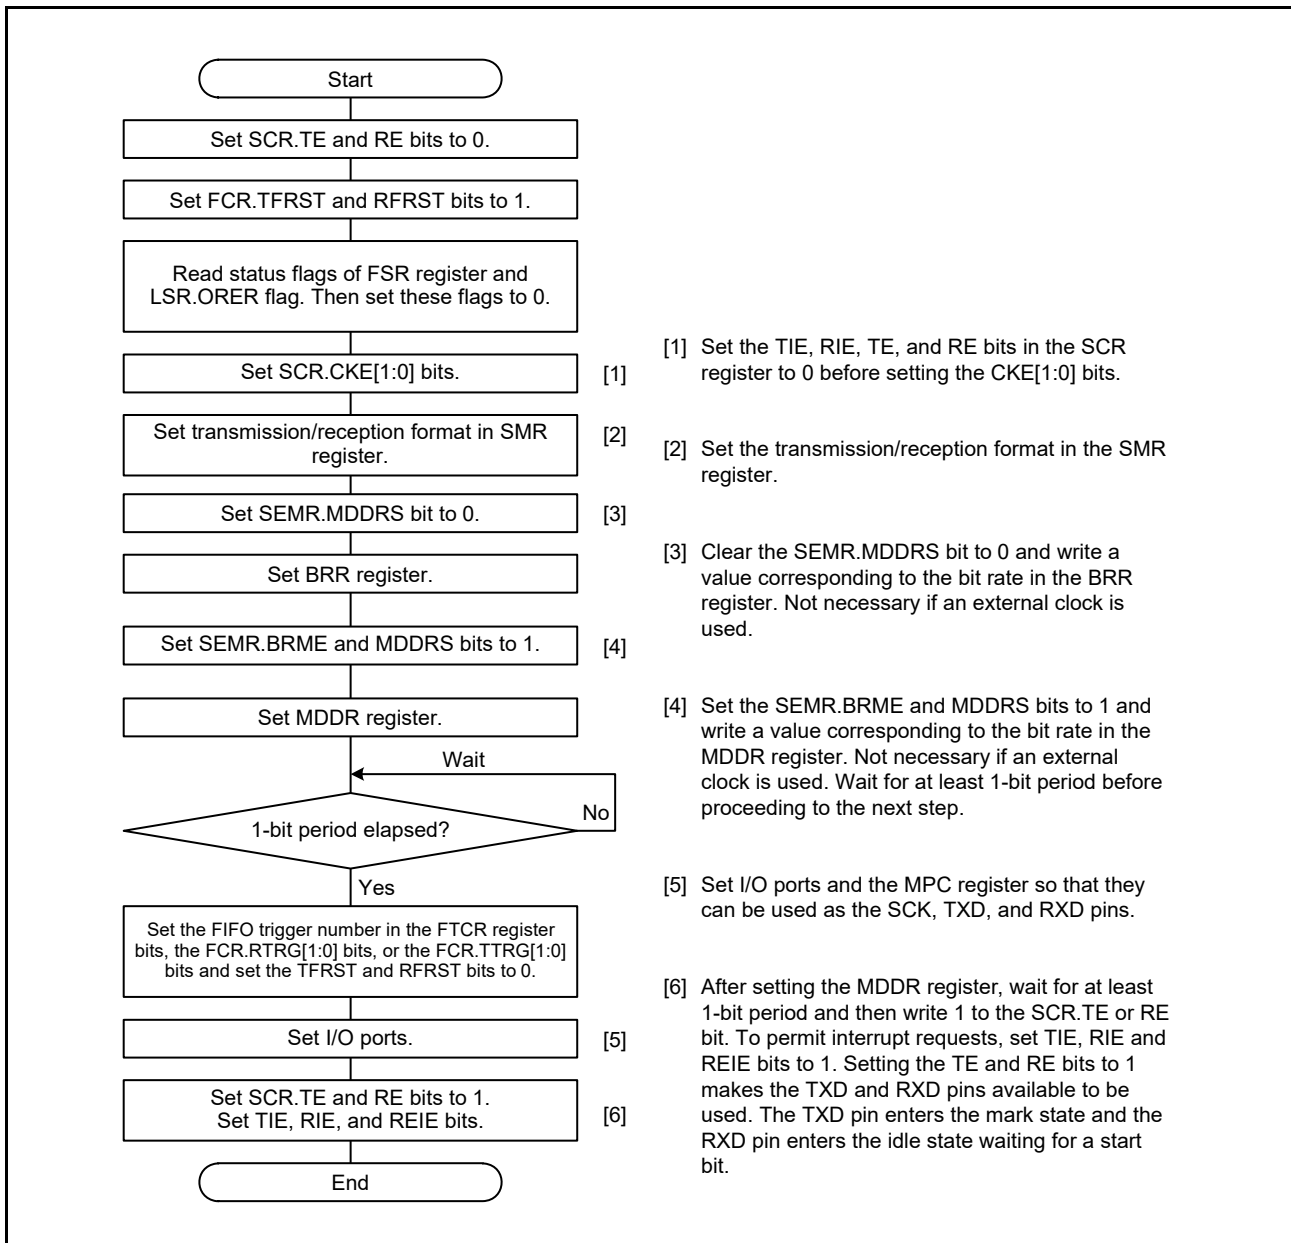 Start
Set SCR.TE and RE bits to 0.
Set FCR.TFRST and RFRST bits to 1.
Read status flags of FSR register and
LSR.ORER flag. Then set these flags to 0.
Set SCR.CKE[1:0] bits.
[1]
Set transmission/reception format in SMR
register.
[2]
Set SEMR.MDDRS bit to 0.
[3]
Set BRR register.
Set SEMR.BRME and MDDRS bits to 1.
[4]
Set MDDR register.
Wait
1-bit period elapsed?
No
Yes
Set the FIFO trigger number in the FTCR register
bits, the FCR.RTRG[1:0] bits, or the FCR.TTRG[1:0]
bits and set the TFRST and RFRST bits to 0.
Set I/O ports.
[5]
Set SCR.TE and RE bits to 1.
Set TIE, RIE, and REIE bits.
[6]
End
[1] Set the TIE, RIE, TE, and RE bits in the SCR
register to 0 before setting the CKE[1:0] bits.
[2] Set the transmission/reception format in the SMR
register.
[3] Clear the SEMR.MDDRS bit to 0 and write a
value corresponding to the bit rate in the BRR
register. Not necessary if an external clock is
used.
[4] Set the SEMR.BRME and MDDRS bits to 1 and
write a value corresponding to the bit rate in the
MDDR register. Not necessary if an external
clock is used. Wait for at least 1-bit period before
proceeding to the next step.
[5] Set I/O ports and the MPC register so that they
can be used as the SCK, TXD, and RXD pins.
[6] After setting the MDDR register, wait for at least
1-bit period and then write 1 to the SCR.TE or RE
bit. To permit interrupt requests, set TIE, RIE and
REIE bits to 1. Setting the TE and RE bits to 1
makes the TXD and RXD pins available to be
used. The TXD pin enters the mark state and the
RXD pin enters the idle state waiting for a start
bit.